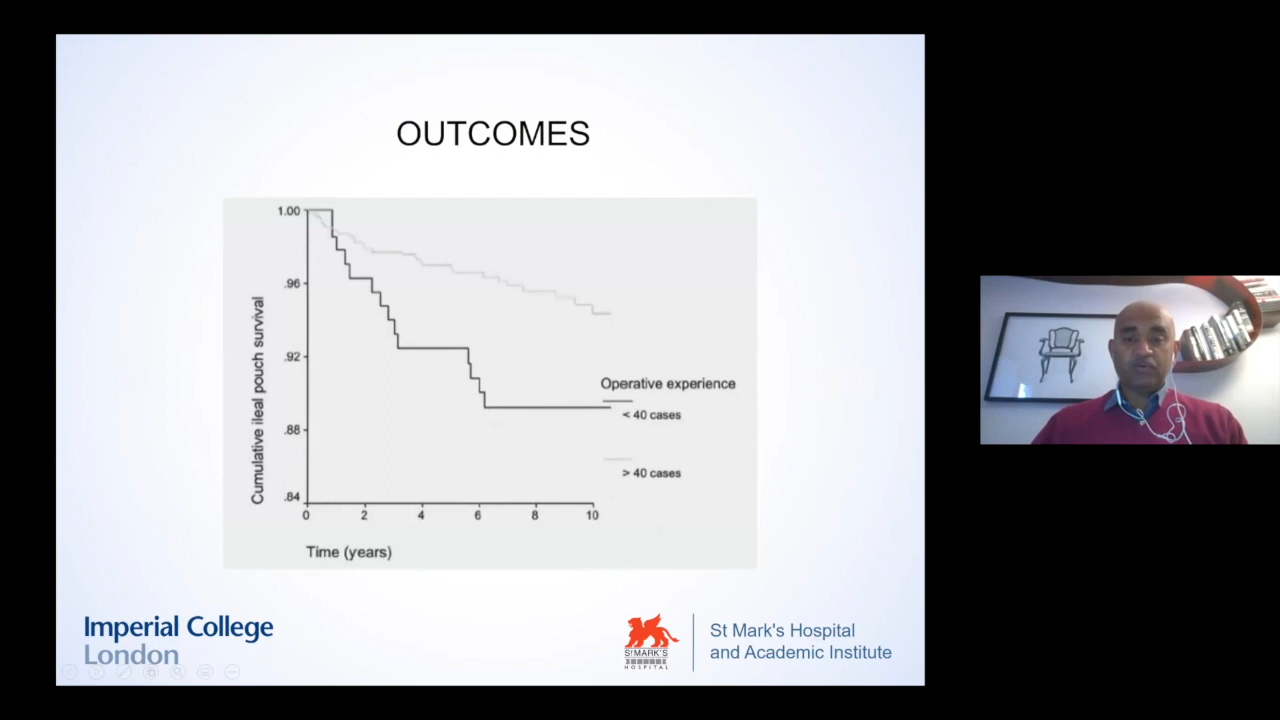 OUTCOMES
1.00
.96
.92
.88
.84
Cumulative ileal pouch survival
0 2 4 6 8 10
Time (years)
Operative experience
< 40 cases
> 40 cases
Imperial College
London
ST MARK'S
HOSPITAL
St Mark's Hospital
and Academic Institute